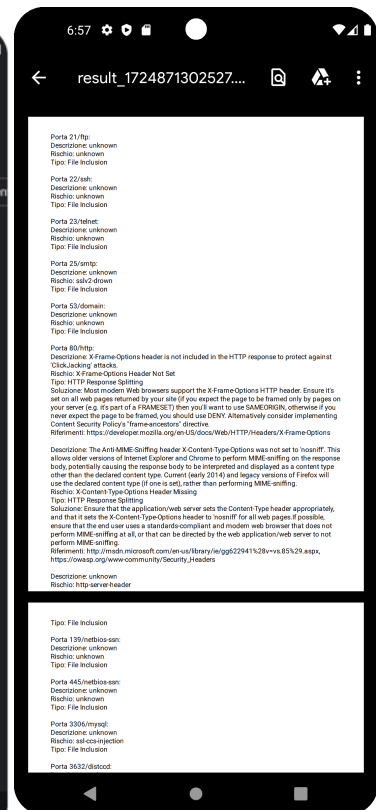 6:57
result_1724871302527....
Porta 21/ftp:
Descrizione: unknown
Rischio: unknown
Tipo: File Inclusion
Porta 22/ssh:
Descrizione: unknown
Rischio: unknown
Tipo: File Inclusion
Porta 23/telnet:
Descrizione: unknown
Rischio: unknown
Tipo: File Inclusion
Porta 25/smtp:
Descrizione: unknown
Rischio: sslv2-drown
Tipo: File Inclusion
Porta 53/domain:
Descrizione: unknown
Rischio: unknown
Tipo: File Inclusion
Porta 80/http:
Descrizione: X-Frame-Options header is not included in the HTTP response to protect against
'ClickJacking' attacks.
Rischio: X-Frame-Options Header Not Set
Tipo: HTTP Response Splitting
Soluzione: Most modern Web browsers support the X-Frame-Options HTTP header. Ensure it's
set on all web pages returned by your site (if you expect the page to be framed only by pages on
your server (e.g. it's part of a FRAMESET) then you'll want to use SAMEORIGIN, otherwise if you
never expect the page to be framed, you should use DENY. Alternatively consider implementing
Content Security Policy's "frame-ancestors" directive.
Riferimenti: https://developer.mozilla.org/en-US/docs/Web/HTTP/Headers/X-Frame-Options
Descrizione: The Anti-MIME-Sniffing header X-Content-Type-Options was not set to 'nosniff'. This
allows older versions of Internet Explorer and Chrome to perform MIME-sniffing on the response
body, potentially causing the response body to be interpreted and displayed as a content type
other than the declared content type. Current (early 2014) and legacy versions of Firefox will
use the declared content type (if one is set), rather than performing MIME-sniffing.
Rischio: X-Content-Type-Options Header Missing
Tipo: HTTP Response Splitting
Soluzione: Ensure that the application/web server sets the Content-Type header appropriately,
and that it sets the X-Content-Type-Options header to 'nosniff' for all web pages.If possible,
ensure that the end user uses a standards-compliant and modern web browser that does not
perform MIME-sniffing at all, or that can be directed by the web application/web server to not
perform MIME-sniffing.
Riferimenti: http://msdn.microsoft.com/en-us/library/ie/gg622941%28v=vs.85%29.aspx,
https://owasp.org/www-community/Security_Headers
Descrizione: unknown
Rischio: http-server-header
Tipo: File Inclusion
Porta 139/netbios-ssn:
Descrizione: unknown
Rischio: unknown
Tipo: File Inclusion
Porta 445/netbios-ssn:
Descrizione: unknown
Rischio: unknown
Tipo: File Inclusion
Porta 3306/mysql:
Descrizione: unknown
Rischio: ssl-ccs-injection
Tipo: File Inclusion
Porta 3632/distccd: